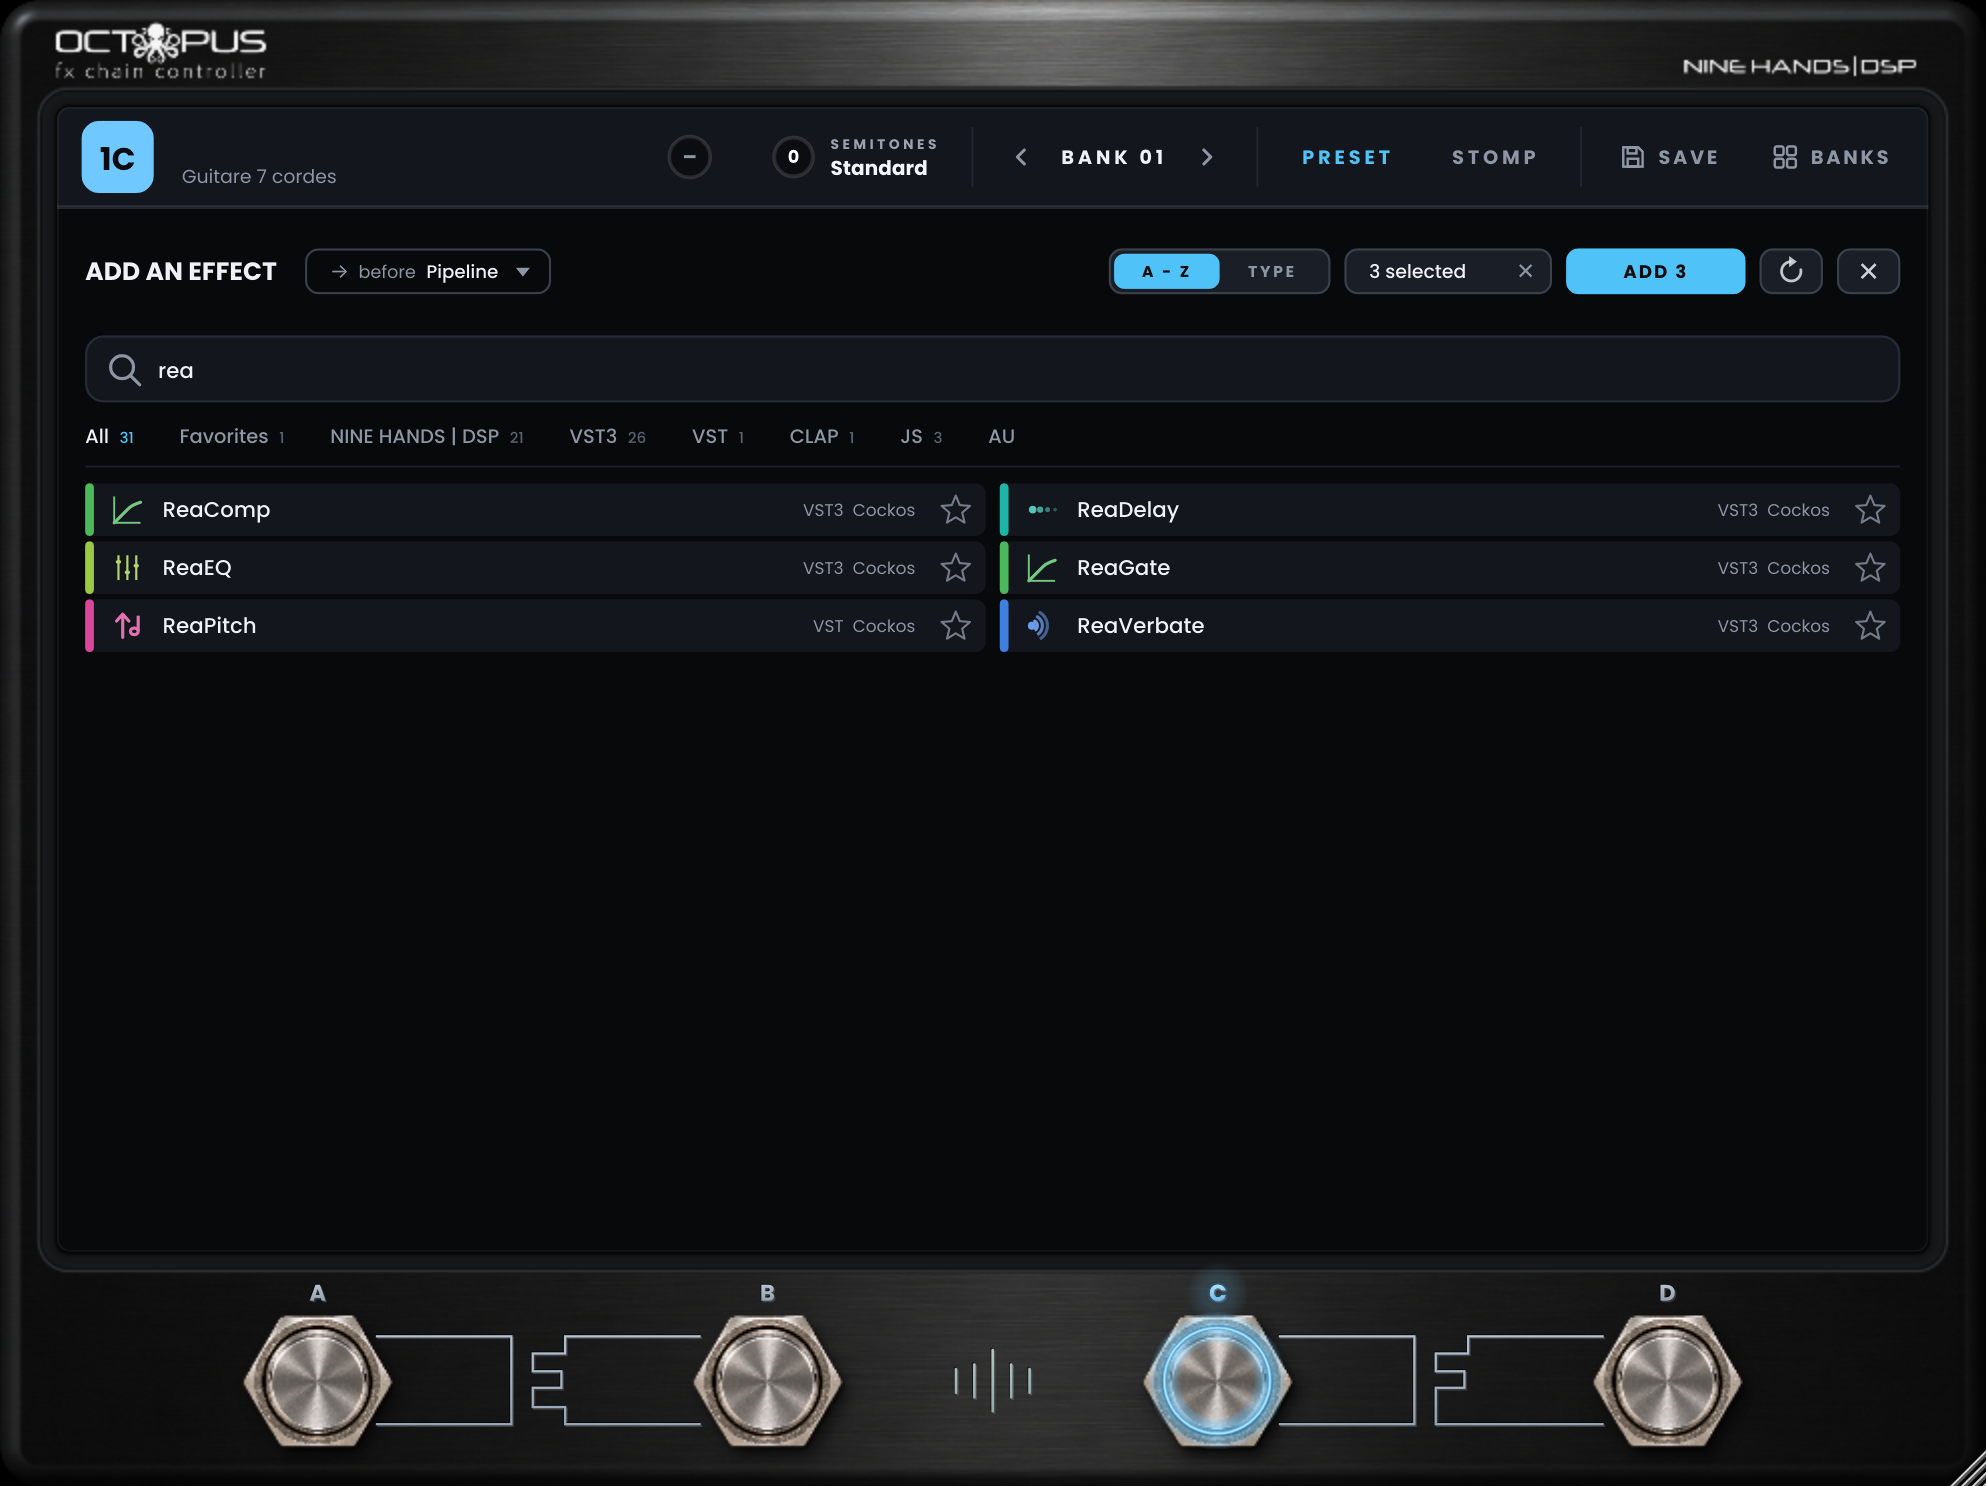 OCTOPUS
fx chain controller
NINE HANDS|DSP
1C
Guitare 7 cordes
-
0
SEMITONES
Standard
BANK 01
PRESET
STOMP
SAVE
BANKS
ADD AN EFFECT
→ before Pipeline
A - Z
TYPE
3 selected
ADD 3
rea
All 31
Favorites 1
NINE HANDS | DSP 21
VST3 26
VST 1
CLAP 1
JS 3
AU
ReaComp VST3 Cockos
ReaDelay VST3 Cockos
ReaEQ VST3 Cockos
ReaGate VST3 Cockos
ReaPitch VST Cockos
ReaVerbate VST3 Cockos
A
B
C
D